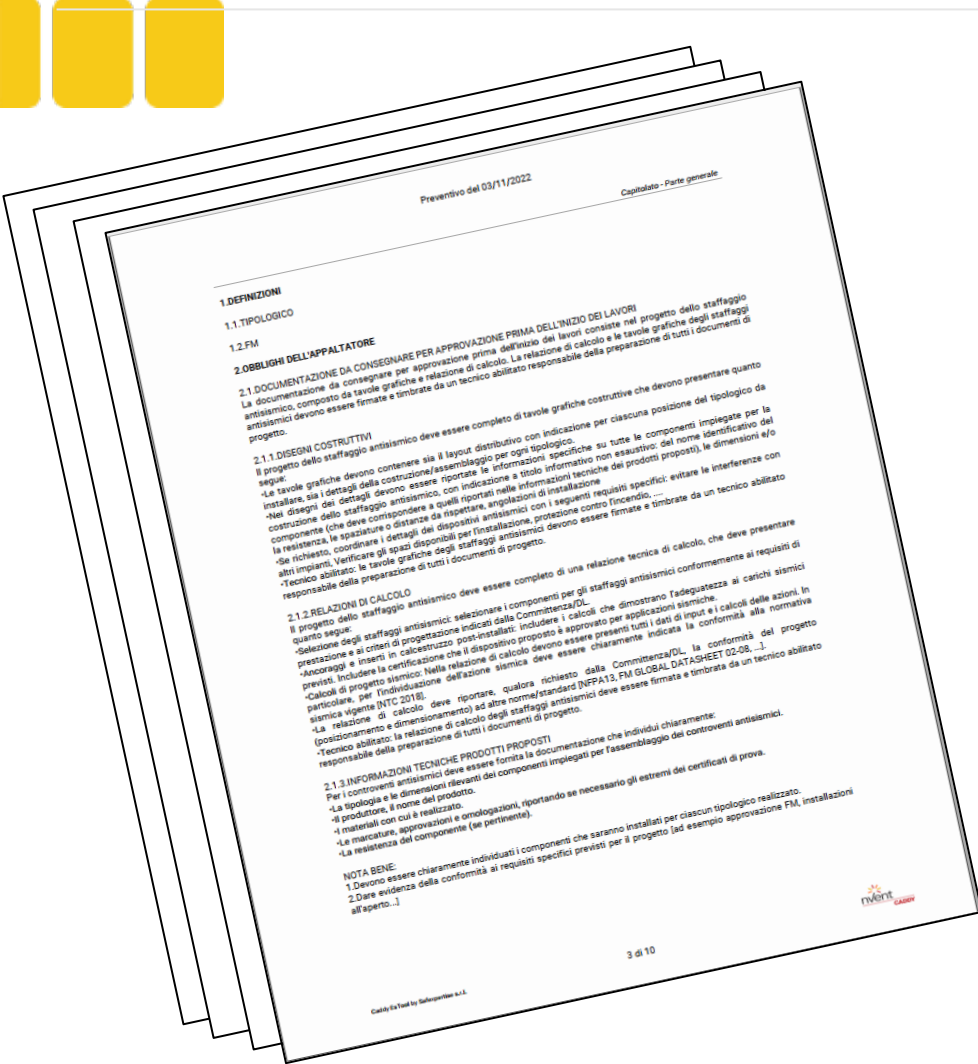 Preventivo del 03/11/2022
Capitolato - Parte generale
1.DEFINIZIONI
1.1.TIPOLOGICO
1.2.FM
2.OBBLIGHI DELL'APPALTATORE
2.1.DOCUMENTAZIONE DA CONSEGNARE PER APPROVAZIONE PRIMA DELL'INIZIO DEI LAVORI
La documentazione da consegnare per approvazione prima dell'inizio dei lavori consiste nel progetto dello staffaggio
antisismico, composto da tavole grafiche e relazione di calcolo. La relazione di calcolo e le tavole grafiche degli staffaggi
antisismici devono essere firmate e timbrate da un tecnico abilitato responsabile della preparazione di tutti i documenti di
progetto.
2.1.1.DISEGNI COSTRUTTIVI
Il progetto dello staffaggio antisismico deve essere completo di tavole grafiche costruttive che devono presentare quanto
segue:
•Le tavole grafiche devono contenere sia il layout distributivo con indicazione per ciascuna posizione del tipologico da
installare, sia i dettagli della costruzione/assemblaggio per ogni tipologico.
•Nei disegni dei dettagli devono essere riportate le informazioni specifiche su tutte le componenti impiegate per la
costruzione dello staffaggio antisismico, con indicazione a titolo informativo non esaustivo: del nome identificativo del
componente (che deve corrispondere a quelli riportati nelle informazioni tecniche dei prodotti proposti), le dimensioni e/o
la resistenza, le spaziature o distanze da rispettare, angolazioni di installazione
•Se richiesto, coordinare i dettagli dei dispositivi antisismici con i seguenti requisiti specifici: evitare le interferenze con
altri impianti, Verificare gli spazi disponibili per l'installazione, protezione contro l'incendio, ....
•Tecnico abilitato: le tavole grafiche degli staffaggi antisismici devono essere firmate e timbrate da un tecnico abilitato
responsabile della preparazione di tutti i documenti di progetto.
2.1.2.RELAZIONI DI CALCOLO
Il progetto dello staffaggio antisismico deve essere completo di una relazione tecnica di calcolo, che deve presentare
quanto segue:
•Selezione degli staffaggi antisismici: selezionare i componenti per gli staffaggi antisismici conformemente ai requisiti di
prestazione e ai criteri di progettazione indicati dalla Committenza/DL.
•Ancoraggi e inserti in calcestruzzo post-installati: includere i calcoli che dimostrano l'adeguatezza ai carichi sismici
previsti. Includere la certificazione che il dispositivo proposto è approvato per applicazioni sismiche.
•Calcoli di progetto sismico: Nella relazione di calcolo devono essere presenti tutti i dati di input e i calcoli delle azioni. In
particolare, per l'individuazione dell'azione sismica deve essere chiaramente indicata la conformità alla normativa
sismica vigente [NTC 2018].
•La relazione di calcolo deve riportare, qualora richiesto dalla Committenza/DL, la conformità del progetto
(posizionamento e dimensionamento) ad altre norme/standard [NFPA13, FM GLOBAL DATASHEET 02-08, ...].
•Tecnico abilitato: la relazione di calcolo degli staffaggi antisismici deve essere firmata e timbrata da un tecnico abilitato
responsabile della preparazione di tutti i documenti di progetto.
2.1.3.INFORMAZIONI TECNICHE PRODOTTI PROPOSTI
Per i controventi antisismici deve essere fornita la documentazione che individui chiaramente:
•La tipologia e le dimensioni rilevanti dei componenti impiegati per l'assemblaggio dei controventi antisismici.
•Il produttore, il nome del prodotto.
•I materiali con cui è realizzato.
•Le marcature, approvazioni e omologazioni, riportando se necessario gli estremi dei certificati di prova.
•La resistenza del componente (se pertinente).
NOTA BENE:
1.Devono essere chiaramente individuati i componenti che saranno installati per ciascun tipologico realizzato.
2.Dare evidenza della conformità ai requisiti specifici previsti per il progetto [ad esempio approvazione FM, installazioni
all'aperto...]
nvent
CADDY
3 di 10
Caddy EaTool by Safexpertise s.r.l.